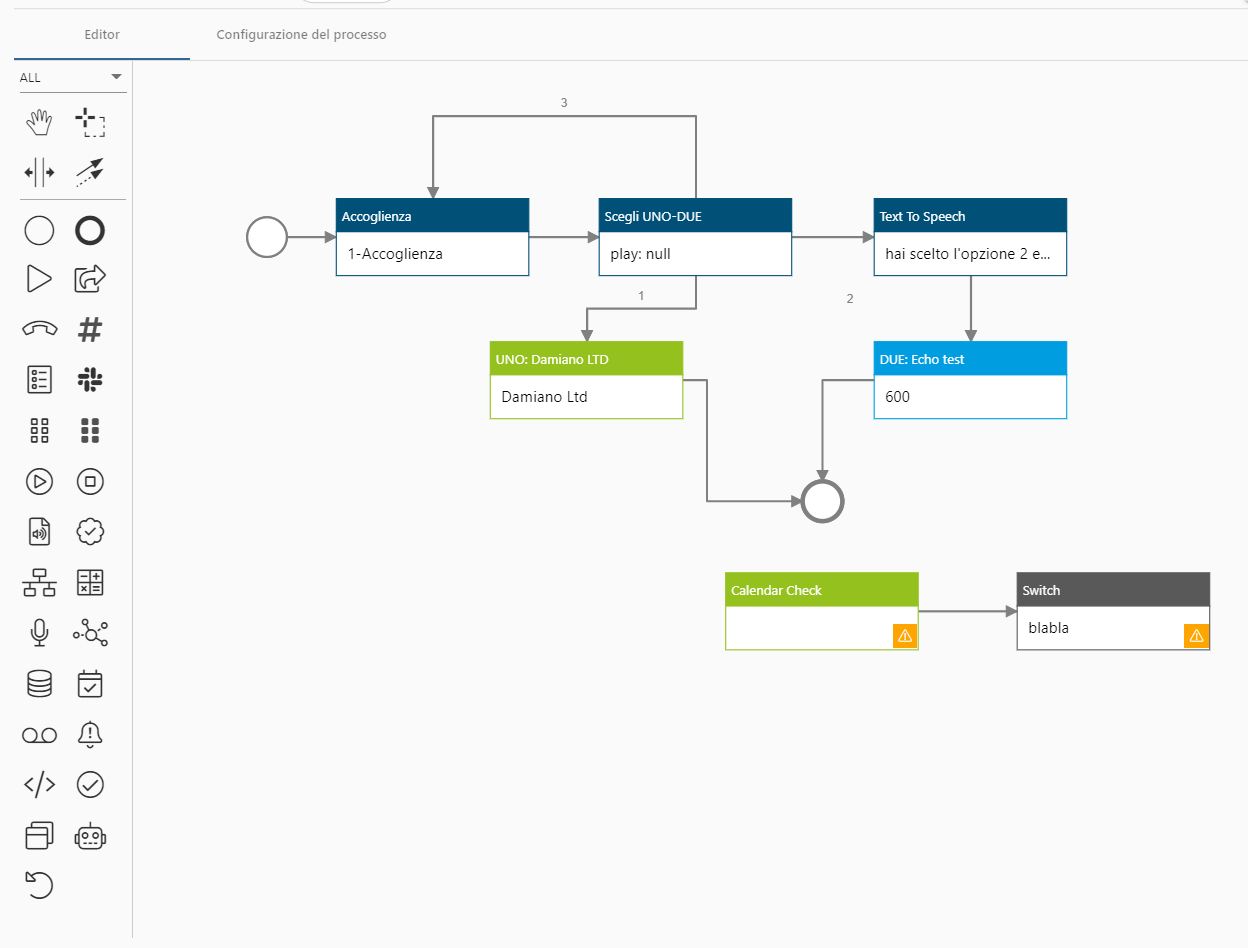 Editor
Configurazione del processo
ALL
3
Accoglienza
1-Accoglienza
Scegli UNO-DUE
play: null
Text To Speech
hai scelto l'opzione 2 e...
1
2
UNO: Damiano LTD
Damiano Ltd
DUE: Echo test
600
Calendar Check
Switch
blabla